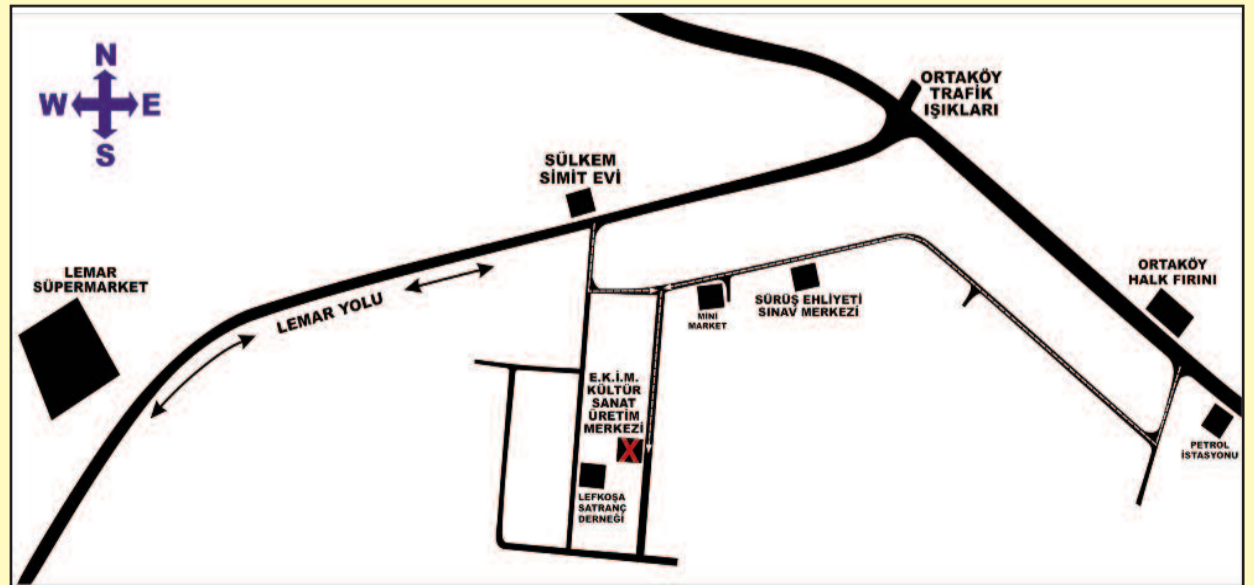 N
W E
S
ORTAKÖY
TRAFİK
IŞIKLARI
SÜLKEM
SİMİT EVİ
LEMAR
SÜPERMARKET
LEMAR YOLU
MİNİ
MARKET
SÜRÜŞ EHLİYETİ
SINAV MERKEZİ
ORTAKÖY
HALK FIRINI
PETROL
İSTASYONU
E.K.İ.M.
KÜLTÜR
SANAT
ÜRETİM
MERKEZİ
X
LEFKOŞA
SATRANÇ
DERNEĞİ